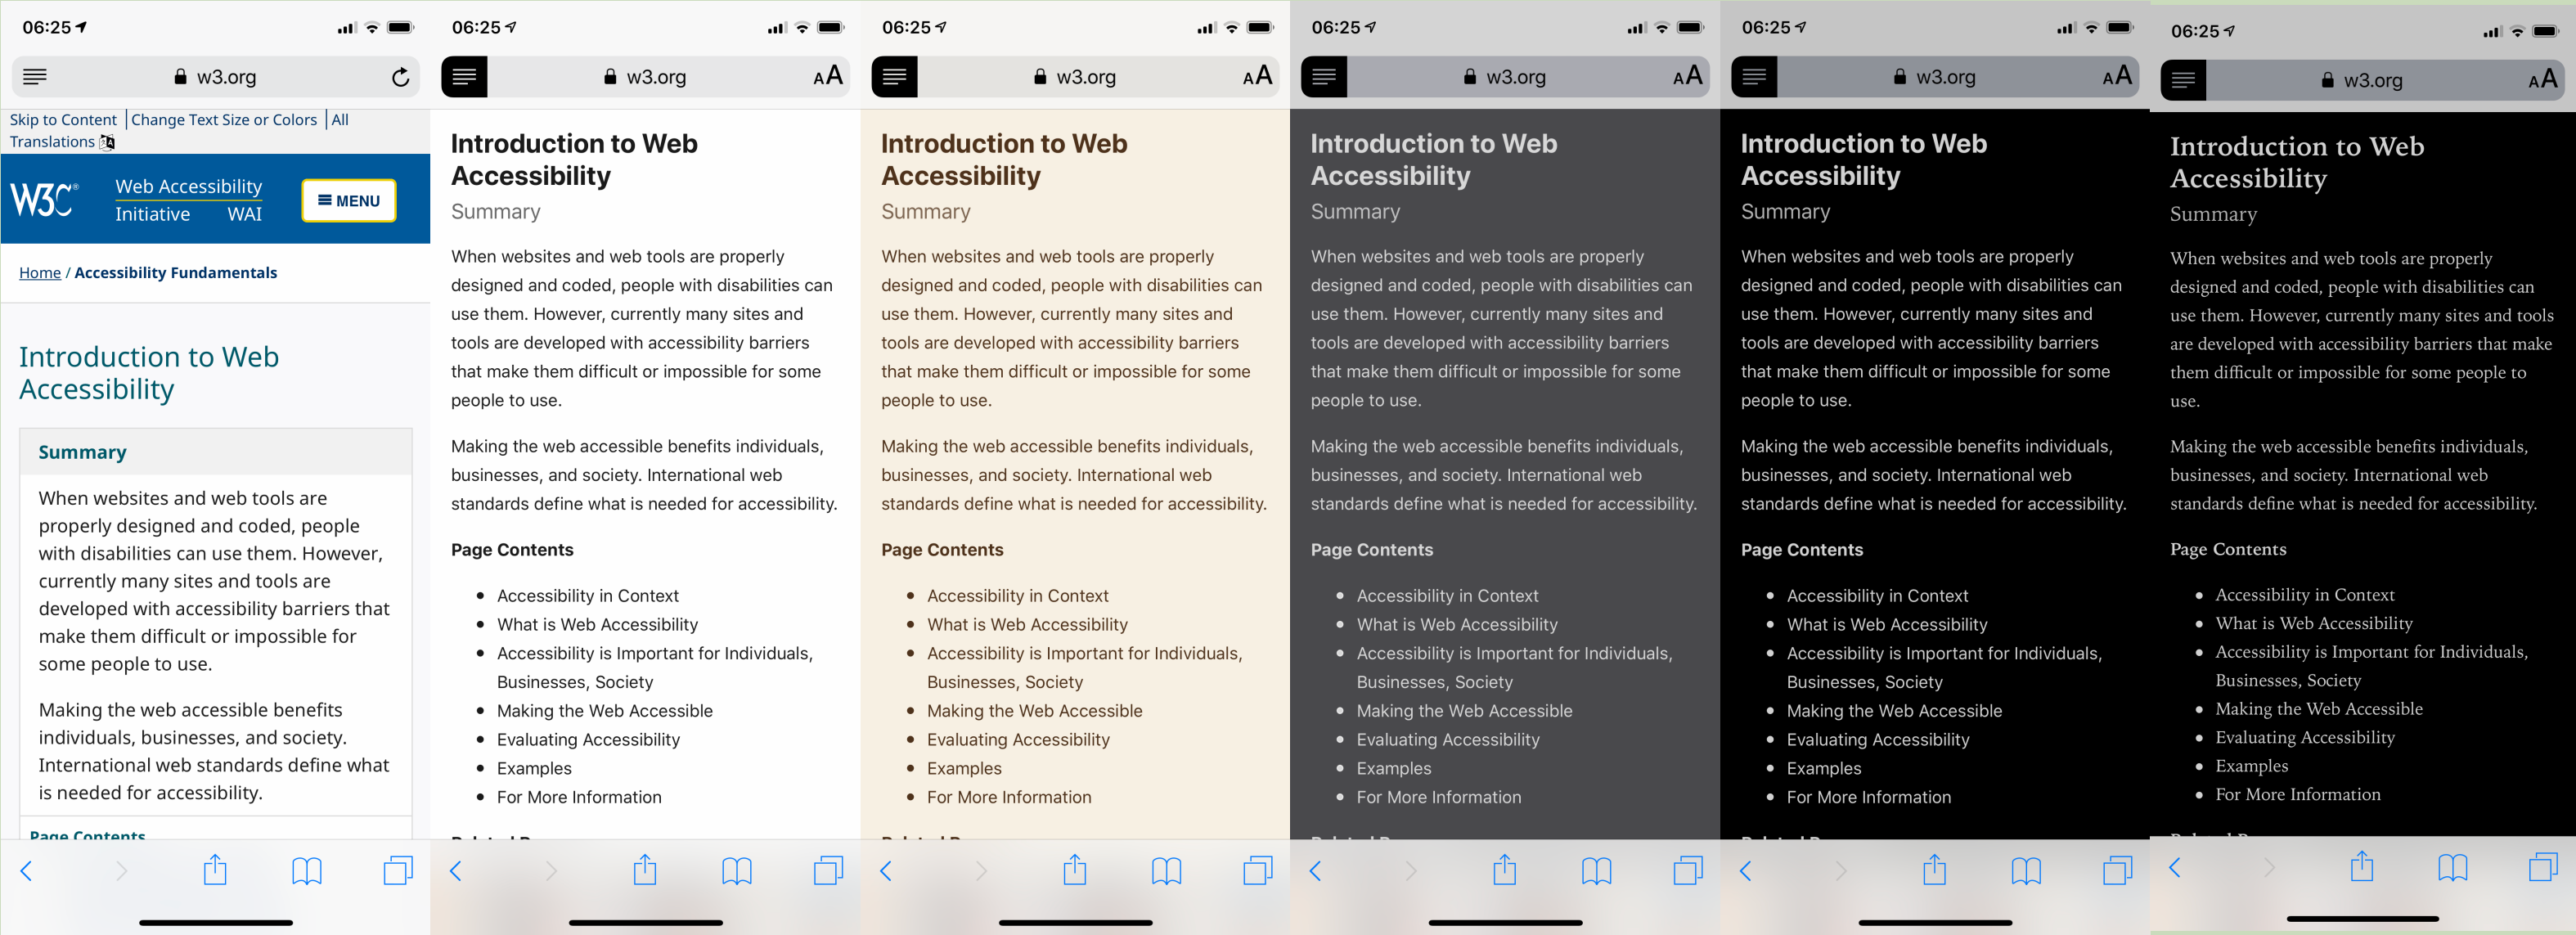 06:25
w3.org
Skip to Content | Change Text Size or Colors | All
Translations
W3C®
Web Accessibility
Initiative WAI
MENU
Home / Accessibility Fundamentals
Introduction to Web
Accessibility
Summary
When websites and web tools are
properly designed and coded, people
with disabilities can use them. However,
currently many sites and tools are
developed with accessibility barriers that
make them difficult or impossible for
some people to use.
Making the web accessible benefits
individuals, businesses, and society.
International web standards define what
is needed for accessibility.
Page Contents
06:25
w3.org
AA
Introduction to Web
Accessibility
Summary
When websites and web tools are properly
designed and coded, people with disabilities can
use them. However, currently many sites and
tools are developed with accessibility barriers
that make them difficult or impossible for some
people to use.
Making the web accessible benefits individuals,
businesses, and society. International web
standards define what is needed for accessibility.
Page Contents
• Accessibility in Context
• What is Web Accessibility
• Accessibility is Important for Individuals,
Businesses, Society
• Making the Web Accessible
• Evaluating Accessibility
• Examples
• For More Information
06:25
w3.org
AA
Introduction to Web
Accessibility
Summary
When websites and web tools are properly
designed and coded, people with disabilities can
use them. However, currently many sites and
tools are developed with accessibility barriers
that make them difficult or impossible for some
people to use.
Making the web accessible benefits individuals,
businesses, and society. International web
standards define what is needed for accessibility.
Page Contents
• Accessibility in Context
• What is Web Accessibility
• Accessibility is Important for Individuals,
Businesses, Society
• Making the Web Accessible
• Evaluating Accessibility
• Examples
• For More Information
06:25
w3.org
AA
Introduction to Web
Accessibility
Summary
When websites and web tools are properly
designed and coded, people with disabilities can
use them. However, currently many sites and
tools are developed with accessibility barriers
that make them difficult or impossible for some
people to use.
Making the web accessible benefits individuals,
businesses, and society. International web
standards define what is needed for accessibility.
Page Contents
• Accessibility in Context
• What is Web Accessibility
• Accessibility is Important for Individuals,
Businesses, Society
• Making the Web Accessible
• Evaluating Accessibility
• Examples
• For More Information
06:25
w3.org
AA
Introduction to Web
Accessibility
Summary
When websites and web tools are properly
designed and coded, people with disabilities can
use them. However, currently many sites and
tools are developed with accessibility barriers
that make them difficult or impossible for some
people to use.
Making the web accessible benefits individuals,
businesses, and society. International web
standards define what is needed for accessibility.
Page Contents
• Accessibility in Context
• What is Web Accessibility
• Accessibility is Important for Individuals,
Businesses, Society
• Making the Web Accessible
• Evaluating Accessibility
• Examples
• For More Information
06:25
w3.org
AA
Introduction to Web
Accessibility
Summary
When websites and web tools are properly
designed and coded, people with disabilities can
use them. However, currently many sites and tools
are developed with accessibility barriers that make
them difficult or impossible for some people to
use.
Making the web accessible benefits individuals,
businesses, and society. International web
standards define what is needed for accessibility.
Page Contents
• Accessibility in Context
• What is Web Accessibility
• Accessibility is Important for Individuals,
Businesses, Society
• Making the Web Accessible
• Evaluating Accessibility
• Examples
• For More Information